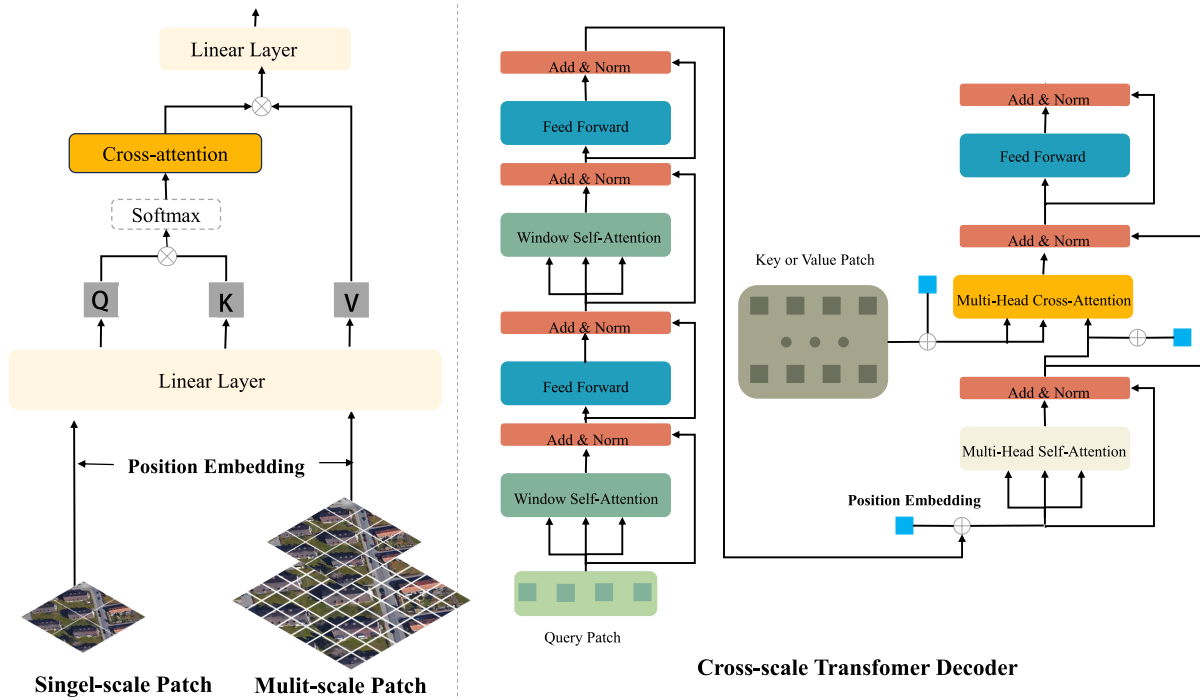 Linear Layer
Cross-attention
Softmax
Q
K
V
Linear Layer
Position Embedding
Singel-scale Patch
Mulit-scale Patch
Add & Norm
Feed Forward
Add & Norm
Window Self-Attention
Add & Norm
Feed Forward
Add & Norm
Window Self-Attention
Query Patch
Key or Value Patch
Add & Norm
Feed Forward
Add & Norm
Multi-Head Cross-Attention
Add & Norm
Multi-Head Self-Attention
Position Embedding
Cross-scale Transfomer Decoder